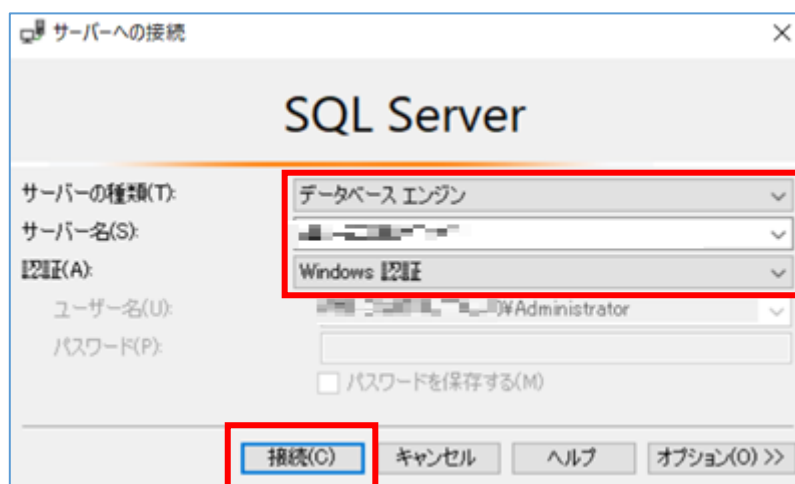 サーバーへの接続
SQL Server
サーバーの種類(T): データベース エンジン
サーバー名(S):
認証(A): Windows 認証
ユーザー名(U): ¥Administrator
パスワード(P):
パスワードを保存する(M)
接続(C) キャンセル ヘルプ オプション(O) >>